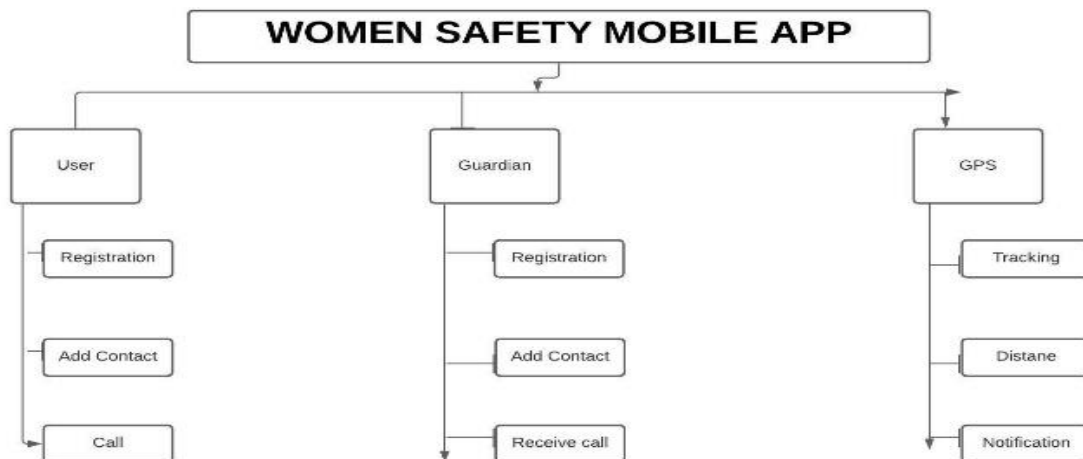 WOMEN SAFETY MOBILE APP
User
Guardian
GPS
Registration
Registration
Tracking
Add Contact
Add Contact
Distane
Call
Receive call
Notification